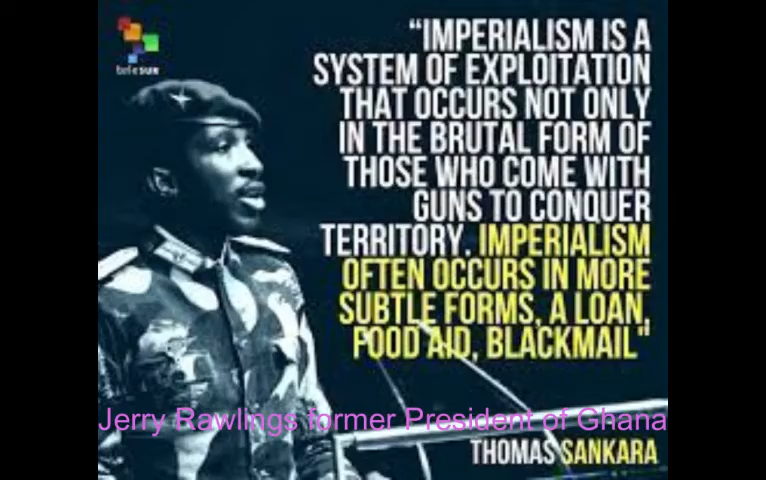 teleSUR
“IMPERIALISM IS A
SYSTEM OF EXPLOITATION
THAT OCCURS NOT ONLY
IN THE BRUTAL FORM OF
THOSE WHO COME WITH
GUNS TO CONQUER
TERRITORY. IMPERIALISM
OFTEN OCCURS IN MORE
SUBTLE FORMS, A LOAN,
FOOD AID, BLACKMAIL"
Jerry Rawlings former President of Ghana
THOMAS SANKARA